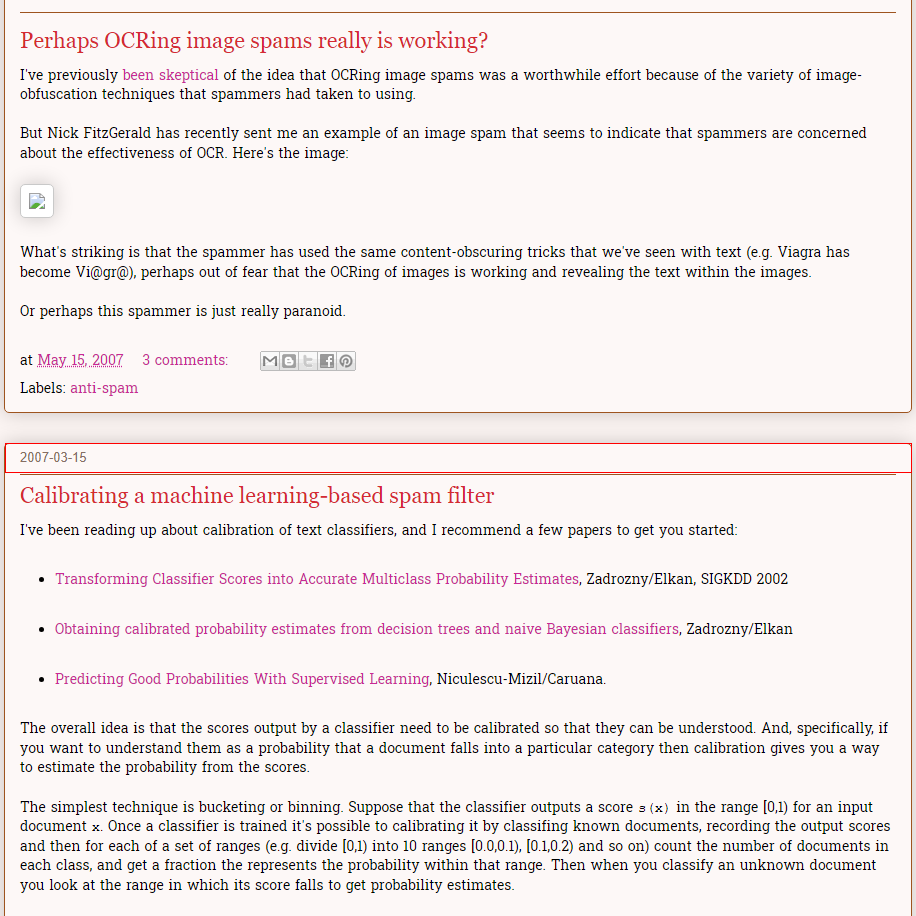 Perhaps OCRing image spams really is working?
I've previously been skeptical of the idea that OCRing image spams was a worthwhile effort because of the variety of image-
obfuscation techniques that spammers had taken to using.
But Nick FitzGerald has recently sent me an example of an image spam that seems to indicate that spammers are concerned
about the effectiveness of OCR. Here's the image:
What's striking is that the spammer has used the same content-obscuring tricks that we've seen with text (e.g. Viagra has
become Vi@gr@), perhaps out of fear that the OCRing of images is working and revealing the text within the images.
Or perhaps this spammer is just really paranoid.
at May 15, 2007 3 comments:
Labels: anti-spam
2007-03-15
Calibrating a machine learning-based spam filter
I've been reading up about calibration of text classifiers, and I recommend a few papers to get you started:
• Transforming Classifier Scores into Accurate Multiclass Probability Estimates, Zadrozny/Elkan, SIGKDD 2002
• Obtaining calibrated probability estimates from decision trees and naive Bayesian classifiers, Zadrozny/Elkan
• Predicting Good Probabilities With Supervised Learning, Niculescu-Mizil/Caruana.
The overall idea is that the scores output by a classifier need to be calibrated so that they can be understood. And, specifically, if
you want to understand them as a probability that a document falls into a particular category then calibration gives you a way
to estimate the probability from the scores.
The simplest technique is bucketing or binning. Suppose that the classifier outputs a score s(x) in the range [0,1) for an input
document x. Once a classifier is trained it's possible to calibrating it by classifing known documents, recording the output scores
and then for each of a set of ranges (e.g. divide [0,1) into 10 ranges [0.0,0.1), [0.1,0.2) and so on) count the number of documents in
each class, and get a fraction the represents the probability within that range. Then when you classify an unknown document
you look at the range in which its score falls to get probability estimates.